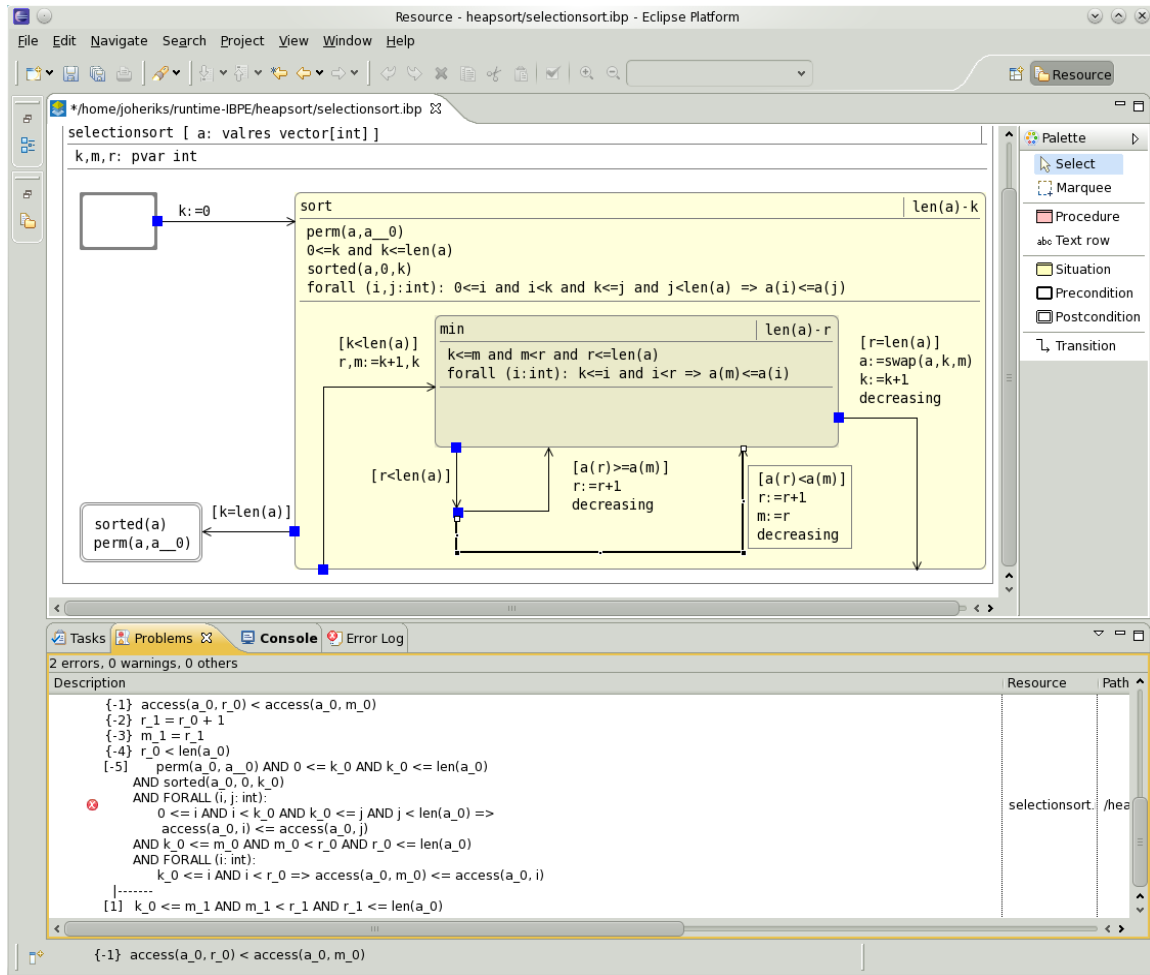 Resource - heapsort/selectionsort.ibp - Eclipse Platform
File Edit Navigate Search Project View Window Help
Resource
*/home/joheriks/runtime-IBPE/heapsort/selectionsort.ibp
selectionsort [ a: valres vector[int] ]
k,m,r: pvar int
k:=0
sort
len(a)-k
perm(a,a__0)
0<=k and k<=len(a)
sorted(a,0,k)
forall (i,j:int): 0<=i and i<k and k<=j and j<len(a) => a(i)<=a(j)
[k<len(a)]
r,m:=k+1,k
min
len(a)-r
k<=m and m<r and r<=len(a)
forall (i:int): k<=i and i<r => a(m)<=a(i)
[r=len(a)]
a:=swap(a,k,m)
k:=k+1
decreasing
[r<len(a)]
[a(r)>=a(m)]
r:=r+1
decreasing
[a(r)<a(m)]
r:=r+1
m:=r
decreasing
[k=len(a)]
sorted(a)
perm(a,a__0)
Palette
Select
Marquee
Procedure
abc Text row
Situation
Precondition
Postcondition
Transition
Tasks Problems Console Error Log
2 errors, 0 warnings, 0 others
Description Resource Path
{-1} access(a_0, r_0) < access(a_0, m_0)
{-2} r_1 = r_0 + 1
{-3} m_1 = r_1
{-4} r_0 < len(a_0)
[-5] perm(a_0, a__0) AND 0 <= k_0 AND k_0 <= len(a_0)
AND sorted(a_0, 0, k_0)
AND FORALL (i, j: int):
0 <= i AND i < k_0 AND k_0 <= j AND j < len(a_0) =>
access(a_0, i) <= access(a_0, j)
AND k_0 <= m_0 AND m_0 < r_0 AND r_0 <= len(a_0)
AND FORALL (i: int):
k_0 <= i AND i < r_0 => access(a_0, m_0) <= access(a_0, i)
|-------
[1] k_0 <= m_1 AND m_1 < r_1 AND r_1 <= len(a_0)
selectionsort. /hea
{-1} access(a_0, r_0) < access(a_0, m_0)